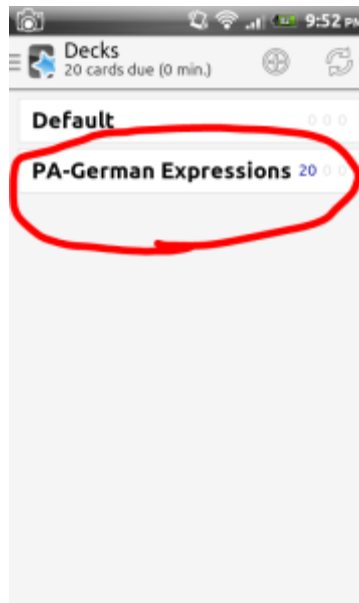 9:52 PM
Decks
20 cards due (0 min.)
Default 0 0 0
PA-German Expressions 20 0 0